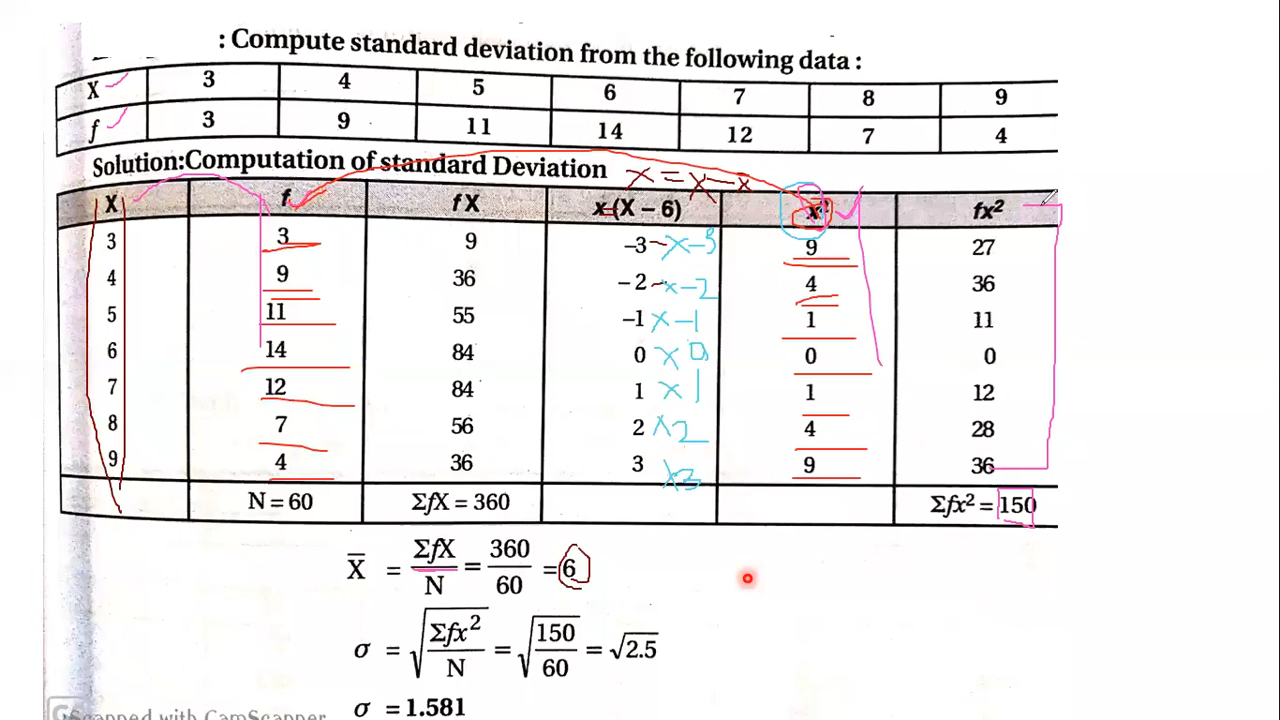 : Compute standard deviation from the following data :
X 3 4 5 6 7 8 9
f 3 9 11 14 12 7 4
Solution:Computation of standard Deviation
x = X – x̄
X f fX x=(X – 6) x² fx²
3 3 9 –3 x–3 9 27
4 9 36 –2 x–2 4 36
5 11 55 –1 x–1 1 11
6 14 84 0 x 0 0 0
7 12 84 1 x 1 1 12
8 7 56 2 x2 4 28
9 4 36 3 x3 9 36
N = 60 ΣfX = 360 Σfx² = 150
X̄ = ΣfX/N = 360/60 = 6
σ = √(Σfx²/N) = √(150/60) = √2.5
σ = 1.581
Scanned with CamScanner